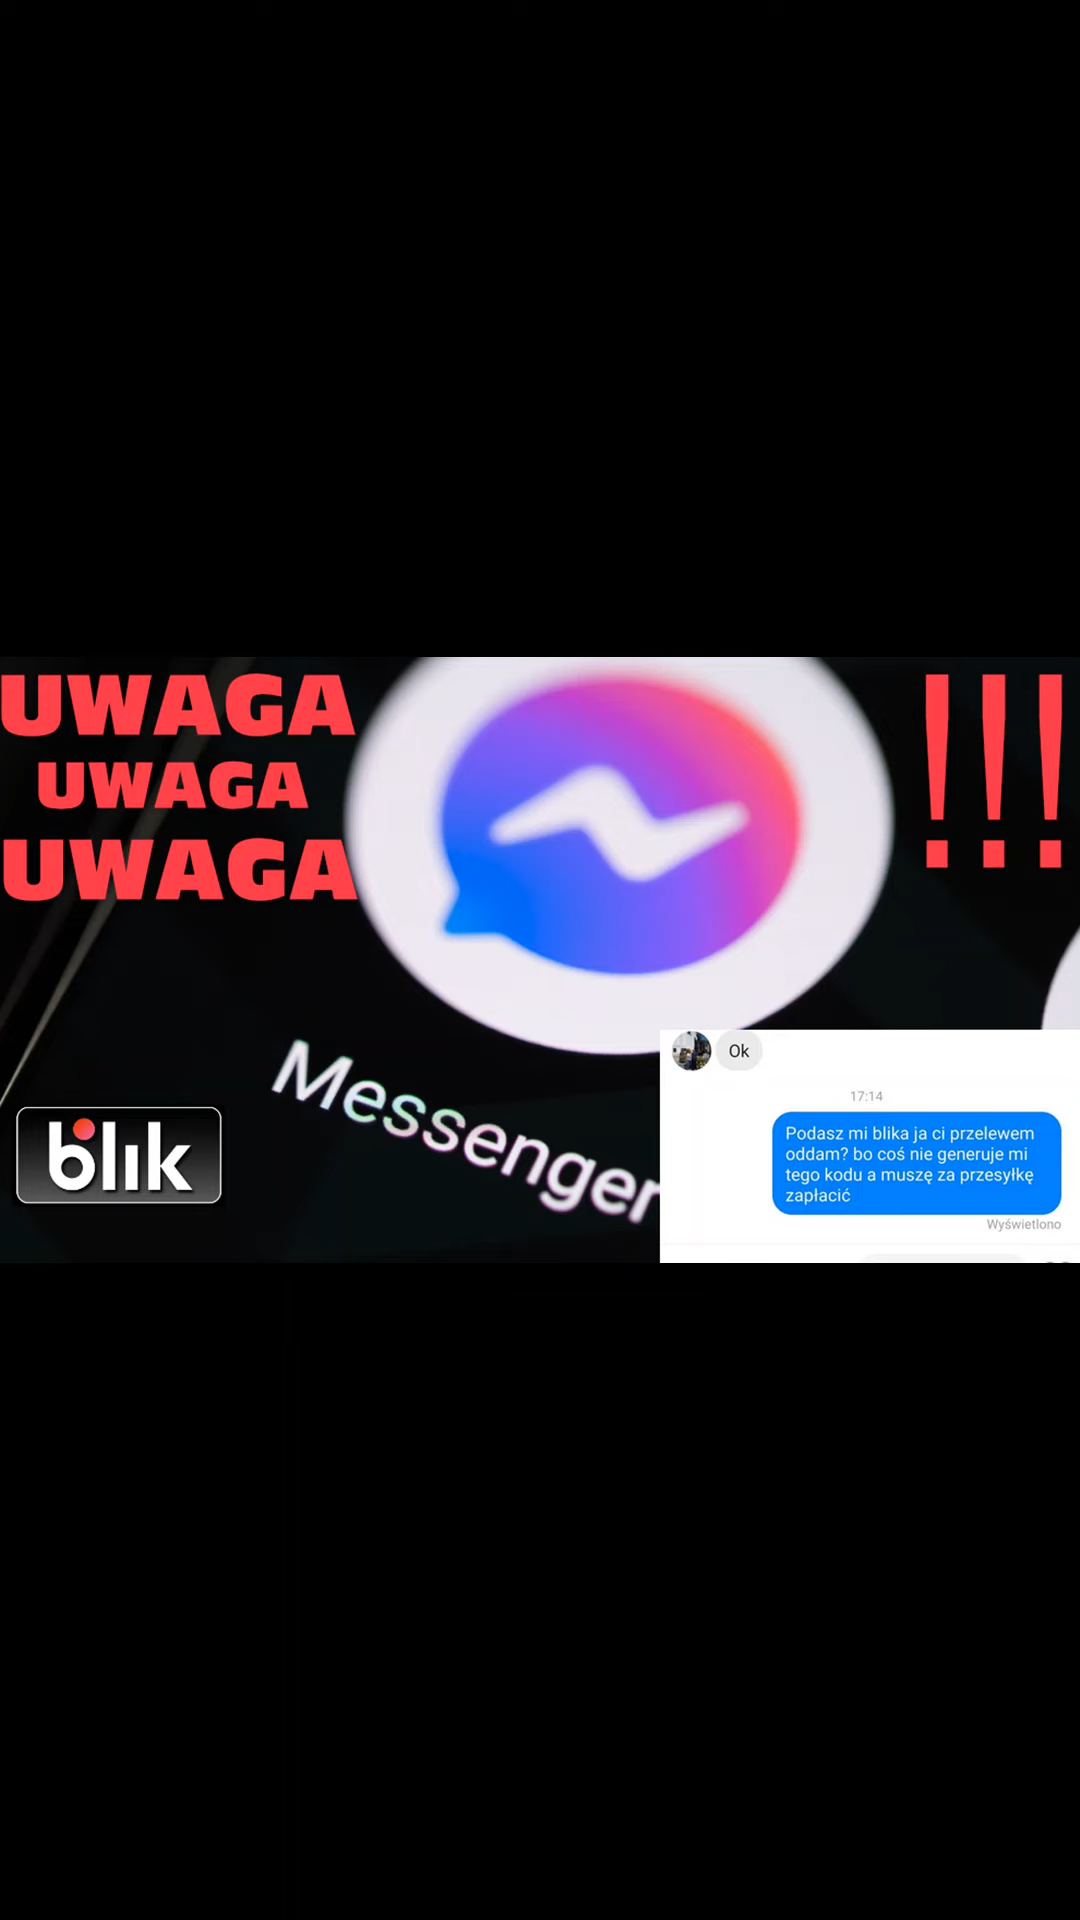 UWAGA
UWAGA
UWAGA
!!!
Messenger
blik
Ok
17:14
Podasz mi blika ja ci przelewem
oddam? bo coś nie generuje mi
tego kodu a muszę za przesyłkę
zapłacić
Wyświetlono